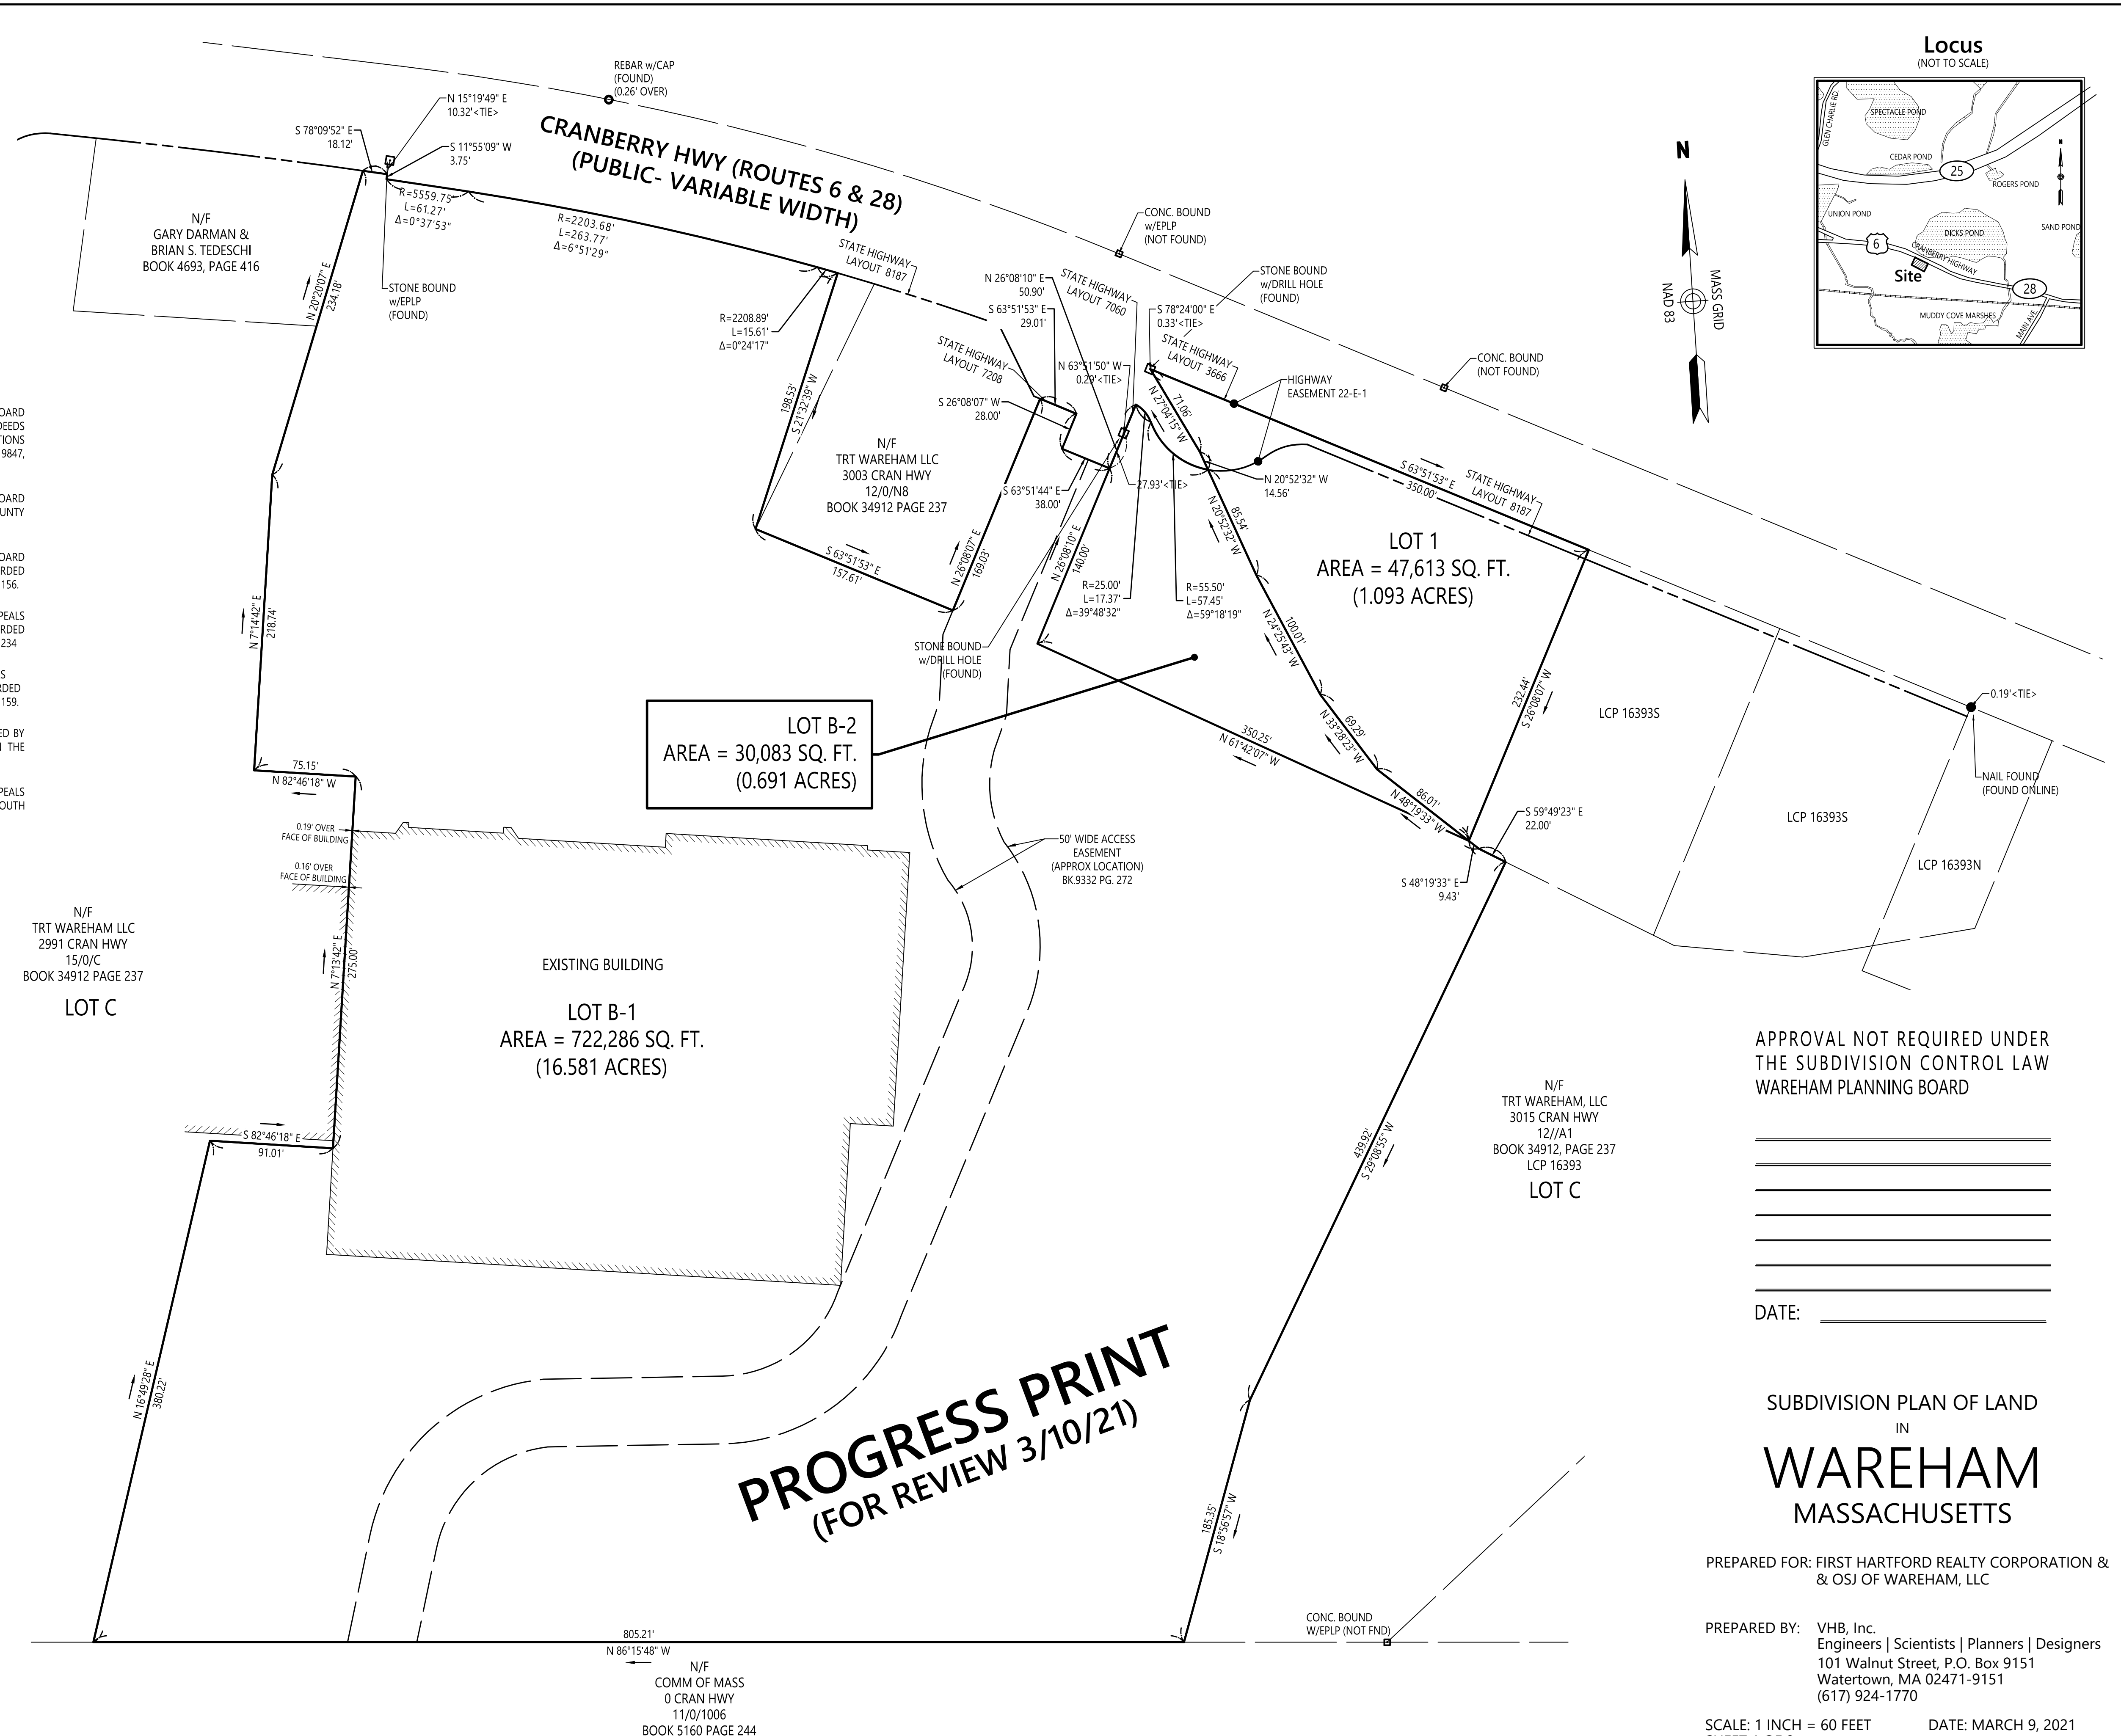 Locus
(NOT TO SCALE)
GLEN CHARLIE RD.
SPECTACLE POND
CEDAR POND
25
ROGERS POND
UNION POND
DICKS POND
SAND POND
6
CRANBERRY HIGHWAY
Site
28
MUDDY COVE MARSHES
MAIN AVE.
N
MASS GRID
NAD 83
REBAR w/CAP
(FOUND)
(0.26' OVER)
N 15°19'49" E
10.32'<TIE>
S 78°09'52" E
18.12'
S 11°55'09" W
3.75'
CRANBERRY HWY (ROUTES 6 & 28)
(PUBLIC- VARIABLE WIDTH)
R=5559.75'
L=61.27'
Δ=0°37'53"
R=2203.68'
L=263.77'
Δ=6°51'29"
N/F
GARY DARMAN &
BRIAN S. TEDESCHI
BOOK 4693, PAGE 416
N 20°20'07" E
234.18'
STONE BOUND
w/EPLP
(FOUND)
STATE HIGHWAY
LAYOUT 8187
CONC. BOUND
w/EPLP
(NOT FOUND)
N 26°08'10" E
50.90'
STATE HIGHWAY
LAYOUT 7060
STONE BOUND
w/DRILL HOLE
(FOUND)
S 63°51'53" E
29.01'
S 78°24'00" E
0.33'<TIE>
R=2208.89'
L=15.61'
Δ=0°24'17"
STATE HIGHWAY
LAYOUT 7208
STATE HIGHWAY
LAYOUT 3666
CONC. BOUND
(NOT FOUND)
N 63°51'50" W
0.29'<TIE>
HIGHWAY
EASEMENT 22-E-1
S 26°08'07" W
28.00'
71.06'
N 27°04'15" W
198.53'
S 21°32'39" W
N/F
TRT WAREHAM LLC
3003 CRAN HWY
12/0/N8
BOOK 34912 PAGE 237
S 63°51'44" E
38.00'
27.93'<TIE>
N 20°52'32" W
14.56'
S 63°51'53" E
350.00'
STATE HIGHWAY
LAYOUT 8187
85.54'
N 20°52'32" W
LOT 1
AREA = 47,613 SQ. FT.
(1.093 ACRES)
S 63°51'53" E
157.61'
N 26°08'07" E
169.03'
N 26°08'10" E
140.00'
R=25.00'
L=17.37'
Δ=39°48'32"
R=55.50'
L=57.45'
Δ=59°18'19"
100.01'
N 24°25'43" W
STONE BOUND
w/DRILL HOLE
(FOUND)
OARD
DEEDS
TIONS
9847,
OARD
UNTY
OARD
RDED
156.
PEALS
RDED
234
S
RDED
159.
ED BY
THE
PEALS
OUTH
N 7°14'42" E
218.74'
LOT B-2
AREA = 30,083 SQ. FT.
(0.691 ACRES)
350.25'
N 61°42'07" W
69.29'
N 33°28'23" W
232.44'
S 26°08'07" W
LCP 16393S
0.19'<TIE>
NAIL FOUND
(FOUND ONLINE)
LCP 16393S
LCP 16393N
86.01'
N 48°19'33" W
S 59°49'23" E
22.00'
S 48°19'33" E
9.43'
75.15'
N 82°46'18" W
0.19' OVER
FACE OF BUILDING
0.16' OVER
FACE OF BUILDING
50' WIDE ACCESS
EASEMENT
(APPROX LOCATION)
BK.9332 PG. 272
N/F
TRT WAREHAM LLC
2991 CRAN HWY
15/0/C
BOOK 34912 PAGE 237
LOT C
N 7°13'42" E
275.00'
EXISTING BUILDING
LOT B-1
AREA = 722,286 SQ. FT.
(16.581 ACRES)
S 82°46'18" E
91.01'
N 16°49'28" E
380.22'
439.92'
S 29°08'55" W
N/F
TRT WAREHAM, LLC
3015 CRAN HWY
12//A1
BOOK 34912, PAGE 237
LCP 16393
LOT C
PROGRESS PRINT
(FOR REVIEW 3/10/21)
185.35'
S 18°56'57" W
805.21'
N 86°15'48" W
N/F
COMM OF MASS
0 CRAN HWY
11/0/1006
BOOK 5160 PAGE 244
CONC. BOUND
W/EPLP (NOT FND)
APPROVAL NOT REQUIRED UNDER
THE SUBDIVISION CONTROL LAW
WAREHAM PLANNING BOARD
DATE:
SUBDIVISION PLAN OF LAND
IN
WAREHAM
MASSACHUSETTS
PREPARED FOR: FIRST HARTFORD REALTY CORPORATION &
& OSJ OF WAREHAM, LLC
PREPARED BY: VHB, Inc.
Engineers | Scientists | Planners | Designers
101 Walnut Street, P.O. Box 9151
Watertown, MA 02471-9151
(617) 924-1770
SCALE: 1 INCH = 60 FEET DATE: MARCH 9, 2021